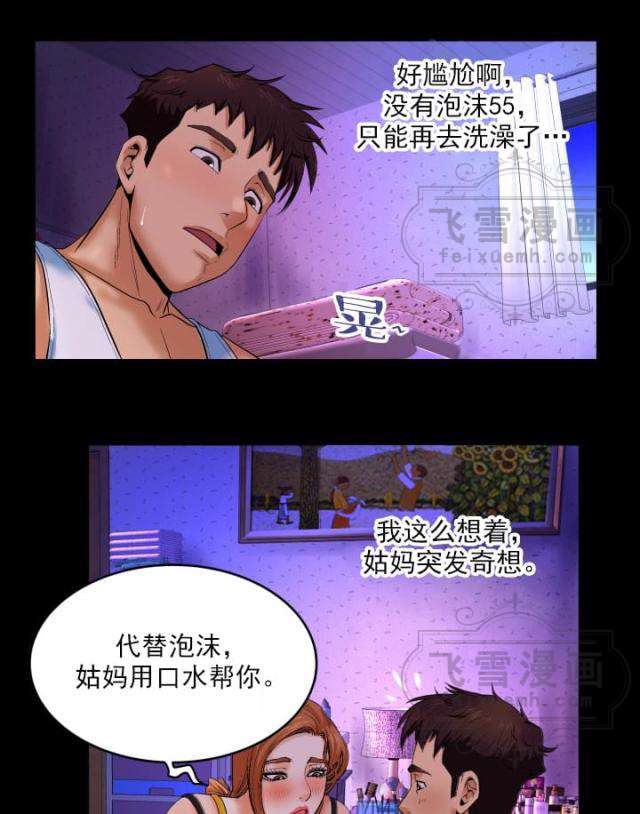 好尴尬啊，
没有泡沫55，
只能再去洗澡了…
飞雪漫画
feixuemh.com
晃~
我这么想着，
姑妈突发奇想。
代替泡沫，
姑妈用口水帮你。
飞雪漫画
feixuemh.com